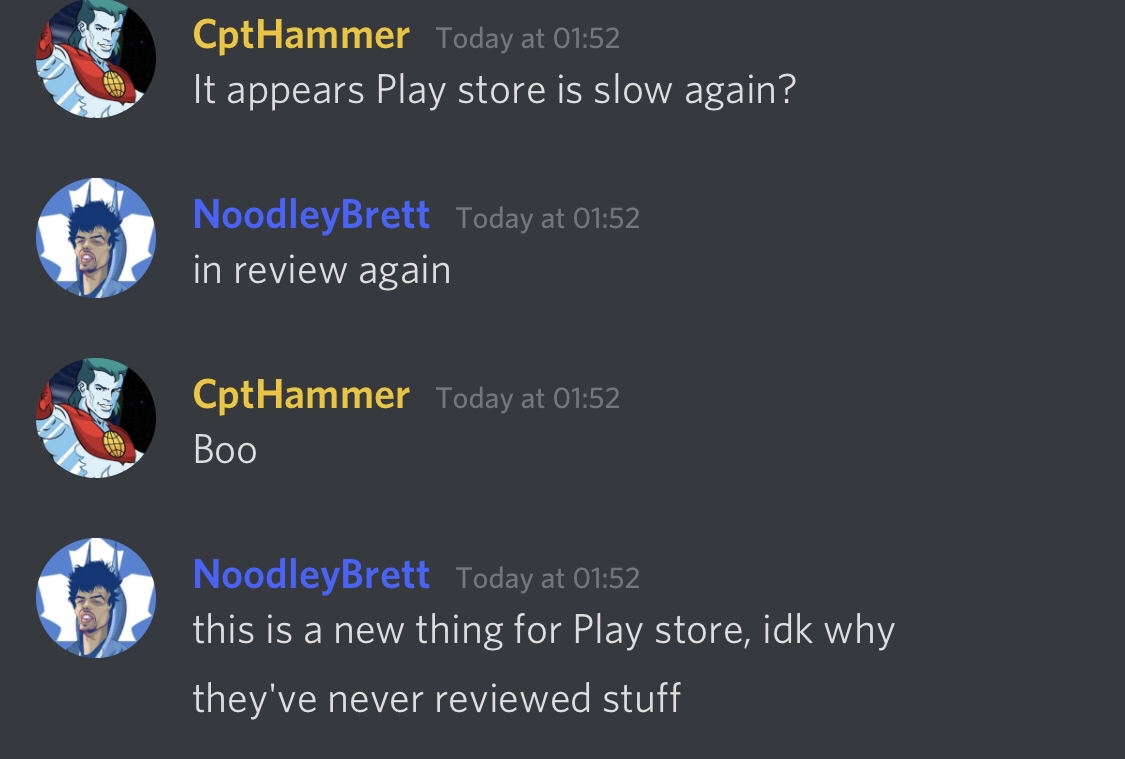 CptHammer Today at 01:52
It appears Play store is slow again?
NoodleyBrett Today at 01:52
in review again
CptHammer Today at 01:52
Boo
NoodleyBrett Today at 01:52
this is a new thing for Play store, idk why
they've never reviewed stuff